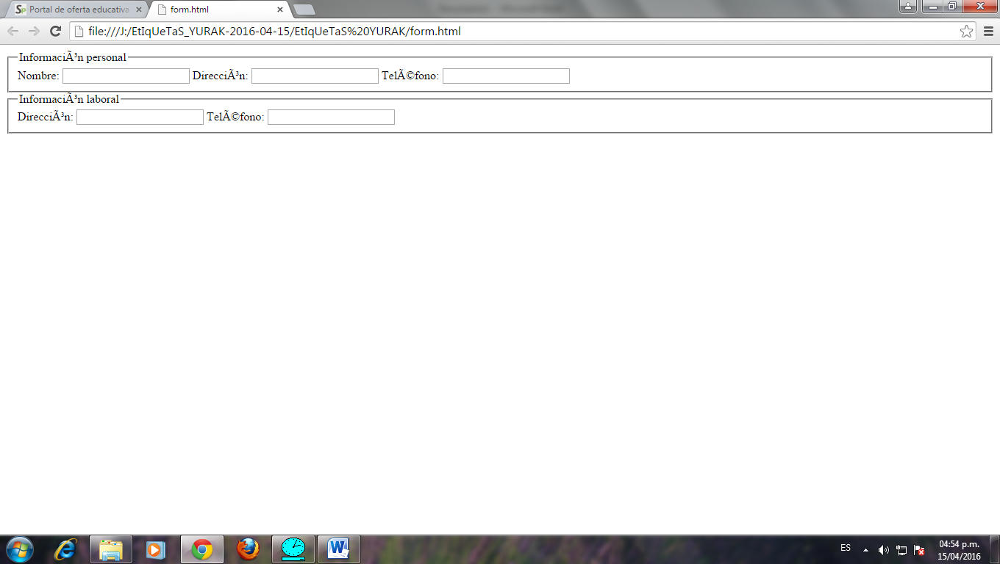 Portal de oferta educativa
form.html
file:///J:/EtIqUeTaS_YURAK-2016-04-15/EtIqUeTaS%20YURAK/form.html
InformaciÃ³n personal
Nombre: DirecciÃ³n: TelÃ©fono:
InformaciÃ³n laboral
DirecciÃ³n: TelÃ©fono:
ES
04:54 p.m.
15/04/2016